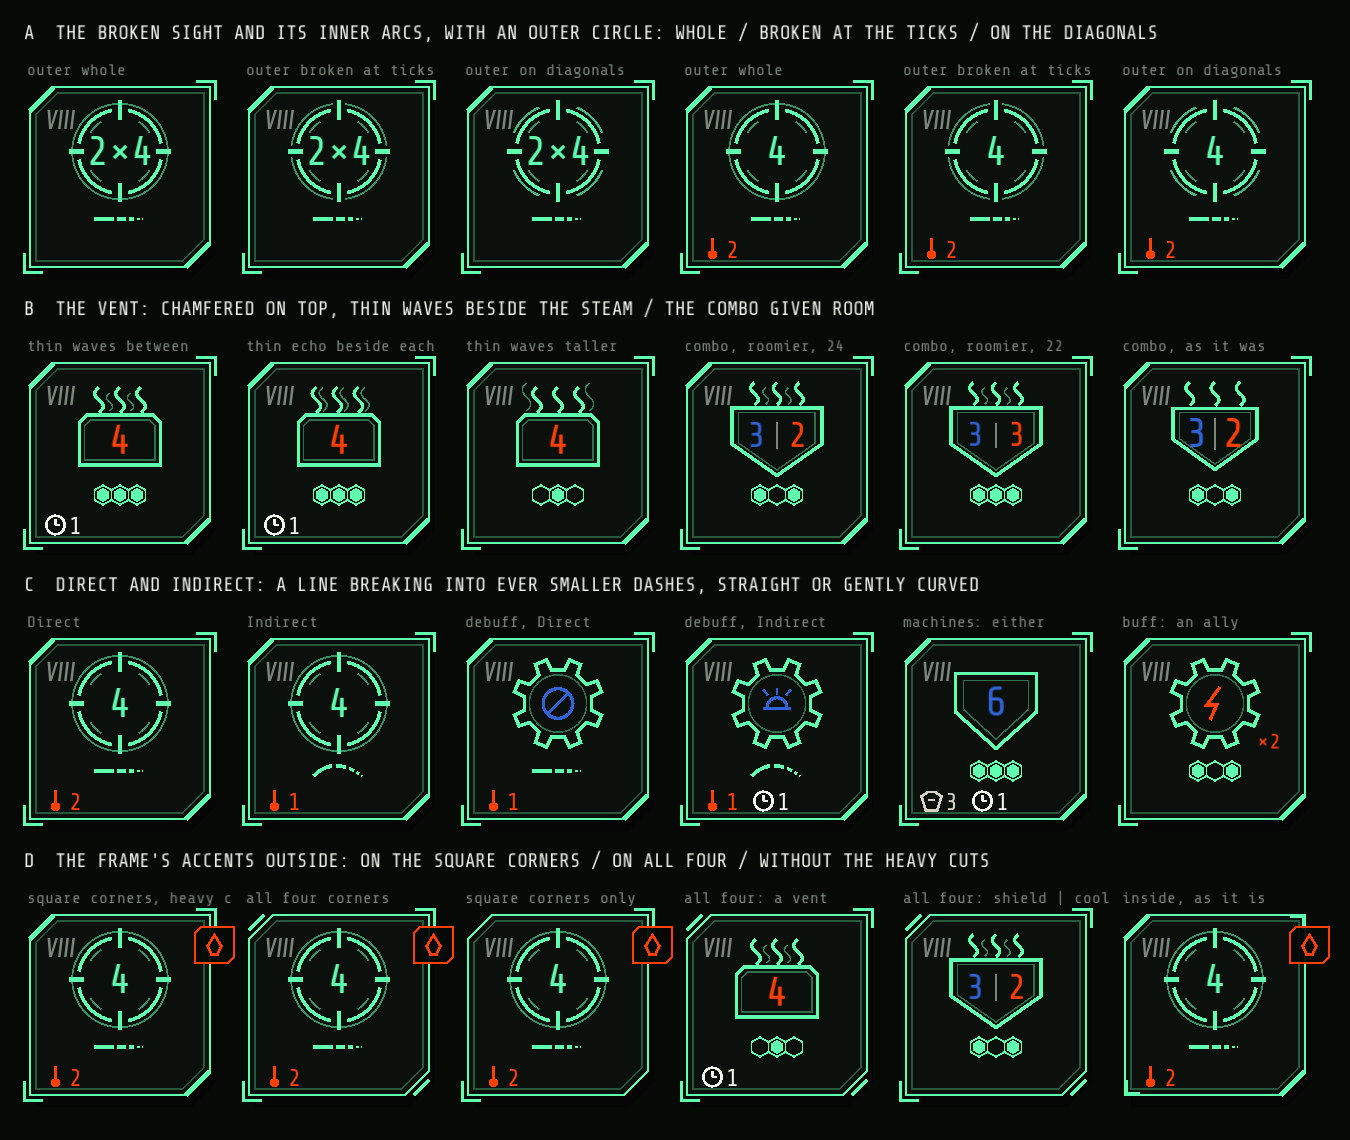 A THE BROKEN SIGHT AND ITS INNER ARCS, WITH AN OUTER CIRCLE: WHOLE / BROKEN AT THE TICKS / ON THE DIAGONALS
outer whole outer broken at ticks outer on diagonals outer whole outer broken at ticks outer on diagonals
VIII VIII VIII VIII VIII VIII
2×4 2×4 2×4 4 4 4
2 2 2
B THE VENT: CHAMFERED ON TOP, THIN WAVES BESIDE THE STEAM / THE COMBO GIVEN ROOM
thin waves between thin echo beside each thin waves taller combo, roomier, 24 combo, roomier, 22 combo, as it was
VIII VIII VIII VIII VIII VIII
4 4 4 3 | 2 3 | 3 3 | 2
1 1
C DIRECT AND INDIRECT: A LINE BREAKING INTO EVER SMALLER DASHES, STRAIGHT OR GENTLY CURVED
Direct Indirect debuff, Direct debuff, Indirect machines: either buff: an ally
VIII VIII VIII VIII VIII VIII
4 4 6
×2
2 1 1 1 1 3 1
D THE FRAME'S ACCENTS OUTSIDE: ON THE SQUARE CORNERS / ON ALL FOUR / WITHOUT THE HEAVY CUTS
square corners, heavy c all four corners square corners only all four: a vent all four: shield | cool inside, as it is
VIII VIII VIII VIII VIII VIII
4 4 4 4 3 | 2 4
2 2 2 1 2